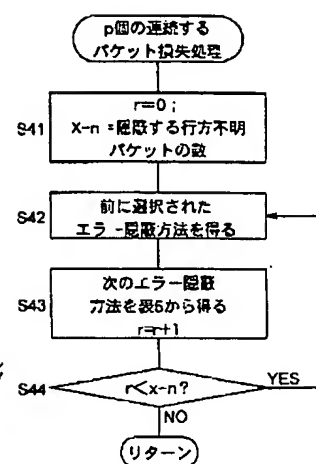 p個の連続する
パケット損失処理
r=0 ;
S41
X-n =隠蔽する行方不明
パケットの数
S42
前に選択された
エラ－隠蔽方法を得る
S43
次のエラー隠蔽
方法を表5から得る
r=r+1
S44
r<x-n?
YES
NO
リターン